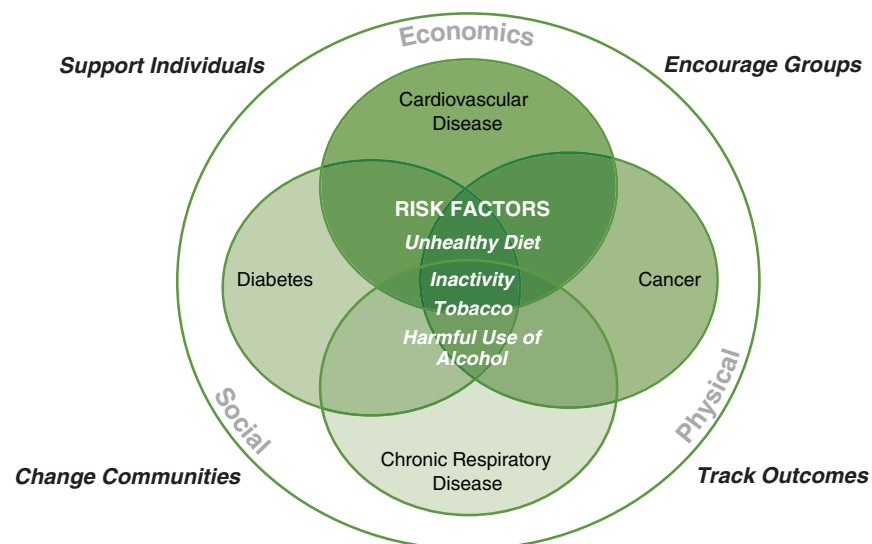 Economics
Support Individuals
Encourage Groups
Cardiovascular
Disease
RISK FACTORS
Unhealthy Diet
Diabetes
Inactivity
Cancer
Tobacco
Harmful Use of
Alcohol
Social
Physical
Chronic Respiratory
Disease
Change Communities
Track Outcomes